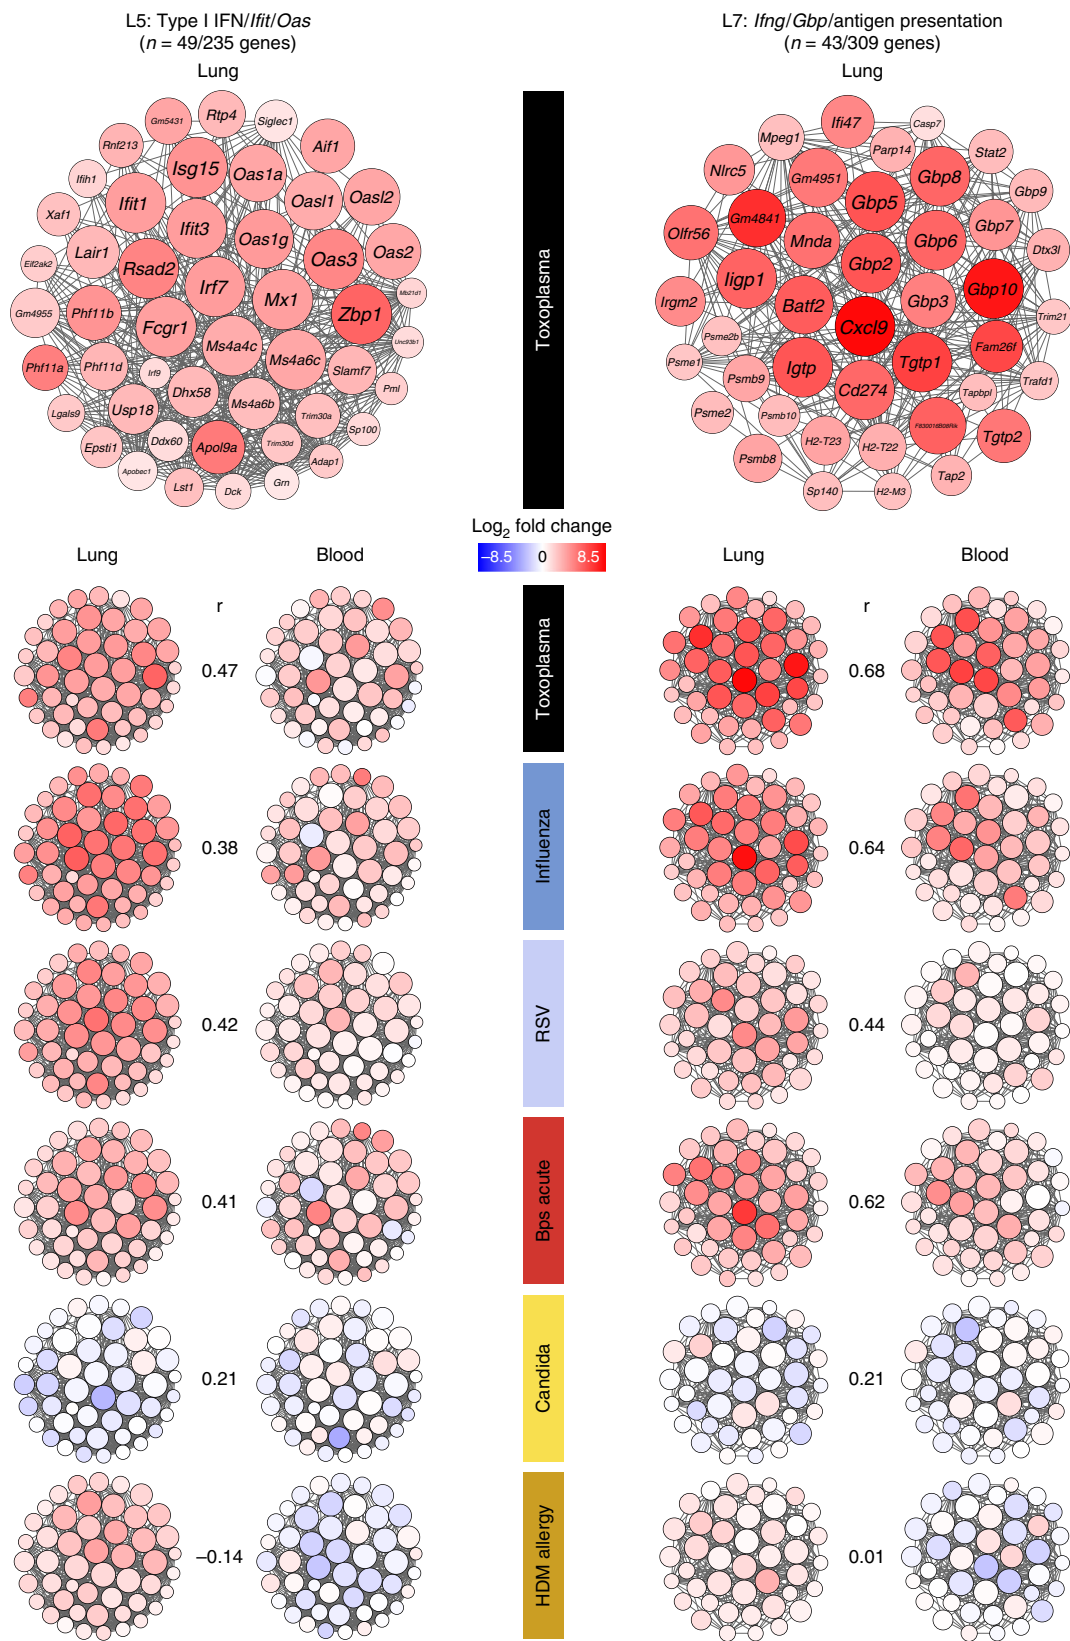 L5: Type I IFN/Ifit/Oas
(n = 49/235 genes)
Lung
Gm5431
Rtp4
Siglec1
Rnf213
Isg15
Oas1a
Aif1
Ifih1
Ifit1
Oasl1
Oasl2
Xaf1
Ifit3
Oas1g
Lair1
Oas2
Eif2ak2
Rsad2
Oas3
Irf7
Mx1
Mb21d1
Gm4955
Phf11b
Fcgr1
Zbp1
Unc93b1
Phf11a
Phf11d
Irf9
Ms4a4c
Ms4a6c
Slamf7
Pml
Dhx58
Lgals9
Usp18
Ms4a6b
Trim30a
Sp100
Epsti1
Ddx60
Apol9a
Trim30d
Adap1
Apobec1
Lst1
Dck
Grn
Toxoplasma
L7: Ifng/Gbp/antigen presentation
(n = 43/309 genes)
Lung
Ifi47
Casp7
Mpeg1
Parp14
Stat2
Nlrc5
Gm4951
Gbp8
Gbp9
Gbp5
Gm4841
Olfr56
Mnda
Gbp6
Gbp7
Dtx3l
Iigp1
Gbp2
Irgm2
Batf2
Gbp3
Gbp10
Cxcl9
Trim21
Psme2b
Psme1
Fam26f
Igtp
Tgtp1
Psmb9
Cd274
Tapbpl
Trafd1
Psme2
Psmb10
F830016B08Rik
Tgtp2
H2-T23
H2-T22
Psmb8
Tap2
Sp140
H2-M3
Log2 fold change
–8.5 0 8.5
Lung Blood Lung Blood
r r
0.47 Toxoplasma 0.68
0.38 Influenza 0.64
0.42 RSV 0.44
0.41 Bps acute 0.62
0.21 Candida 0.21
–0.14 HDM allergy 0.01